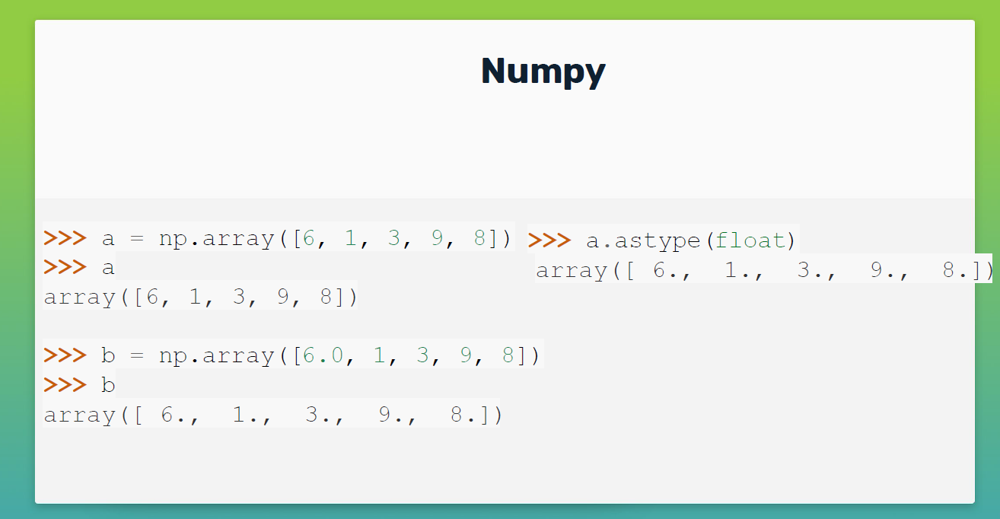 Numpy
>>> a = np.array([6, 1, 3, 9, 8])
>>> a
array([6, 1, 3, 9, 8])
>>> b = np.array([6.0, 1, 3, 9, 8])
>>> b
array([ 6.,  1.,  3.,  9.,  8.])
>>> a.astype(float)
array([ 6.,  1.,  3.,  9.,  8.])